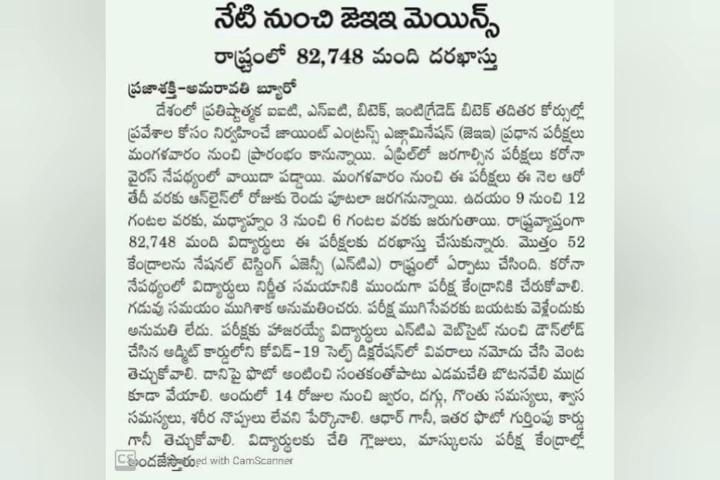 నేటి నుంచి జెఇఇ మెయిన్స్
రాష్ట్రంలో 82,748 మంది దరఖాస్తు
ప్రజాశక్తి-అమరావతి బ్యూరో
దేశంలో ప్రతిష్టాత్మక ఐఐటి, ఎన్ఐటి, బిటెక్, ఇంటిగ్రేడెడ్ బిటెక్ తదితర కోర్సుల్లో
ప్రవేశాల కోసం నిర్వహించే జాయింట్ ఎంట్రన్స్ ఎగ్జామినేషన్ (జెఇఇ) ప్రధాన పరీక్షలు
మంగళవారం నుంచి ప్రారంభం కానున్నాయి. ఏప్రిల్‌లో జరగాల్సిన పరీక్షలు కరోనా
వైరస్ నేపథ్యంలో వాయిదా పడ్డాయి. మంగళవారం నుంచి ఈ పరీక్షలు ఈ నెల ఆరో
తేదీ వరకు ఆన్‌లైన్‌లో రోజుకు రెండు పూటలా జరగనున్నాయి. ఉదయం 9 నుంచి 12
గంటల వరకు, మధ్యాహ్నం 3 నుంచి 6 గంటల వరకు జరుగుతాయి. రాష్ట్రవ్యాప్తంగా
82,748 మంది విద్యార్థులు ఈ పరీక్షలకు దరఖాస్తు చేసుకున్నారు. మొత్తం 52
కేంద్రాలను నేషనల్ టెస్టింగ్ ఏజెన్సీ (ఎన్‌టిఎ) రాష్ట్రంలో ఏర్పాటు చేసింది. కరోనా
నేపథ్యంలో విద్యార్థులు నిర్ణీత సమయానికి ముందుగా పరీక్ష కేంద్రానికి చేరుకోవాలి.
గడువు సమయం ముగిశాక అనుమతించరు. పరీక్ష ముగిసేవరకు బయటకు వెళ్లేందుకు
అనుమతి లేదు. పరీక్షకు హాజరయ్యే విద్యార్థులు ఎన్‌టిఎ వెబ్‌సైట్ నుంచి డౌన్‌లోడ్
చేసిన అడ్మిట్ కార్డులోని కోవిడ్-19 సెల్ఫ్ డిక్లరేషన్‌లో వివరాలు నమోదు చేసి వెంట
తెచ్చుకోవాలి. దానిపై ఫొటో అంటించి సంతకంతోపాటు ఎడమచేతి బొటనవేలి ముద్ర
కూడా వేయాలి. అందులో 14 రోజుల నుంచి జ్వరం, దగ్గు, గొంతు సమస్యలు, శ్వాస
సమస్యలు, శరీర నొప్పులు లేవని పేర్కొనాలి. ఆధార్ గానీ, ఇతర ఫొటో గుర్తింపు కార్డు
గానీ తెచ్చుకోవాలి. విద్యార్థులకు చేతి గ్లౌజులు, మాస్కులను పరీక్ష కేంద్రాల్లో
అందజేస్తారు.
CS with CamScanner